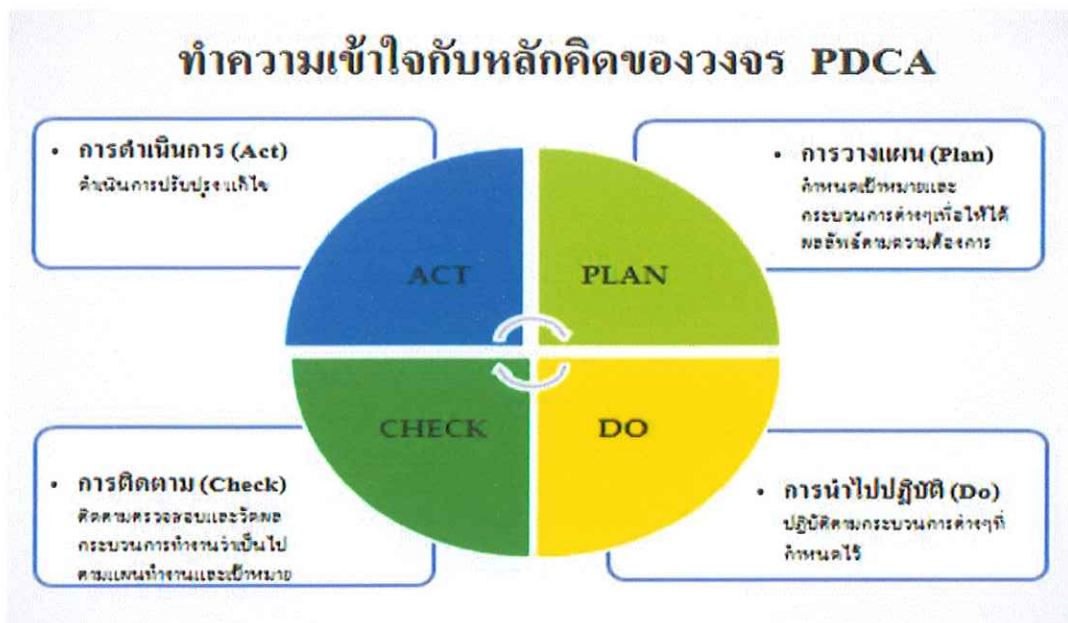 ทำความเข้าใจกับหลักคิดของวงจร PDCA
• การดำเนินการ (Act)
ดำเนินการปรับปรุงแก้ไข
• การวางแผน (Plan)
กำหนดเป้าหมายและ
กระบวนการต่างๆเพื่อให้ได้
ผลลัพธ์ตามความต้องการ
ACT
PLAN
CHECK
DO
• การติดตาม (Check)
ติดตามตรวจสอบและวัดผล
กระบวนการทำงานว่าเป็นไป
ตามแผนทำงานและเป้าหมาย
• การนำไปปฏิบัติ (Do)
ปฏิบัติตามกระบวนการต่างๆที่
กำหนดไว้